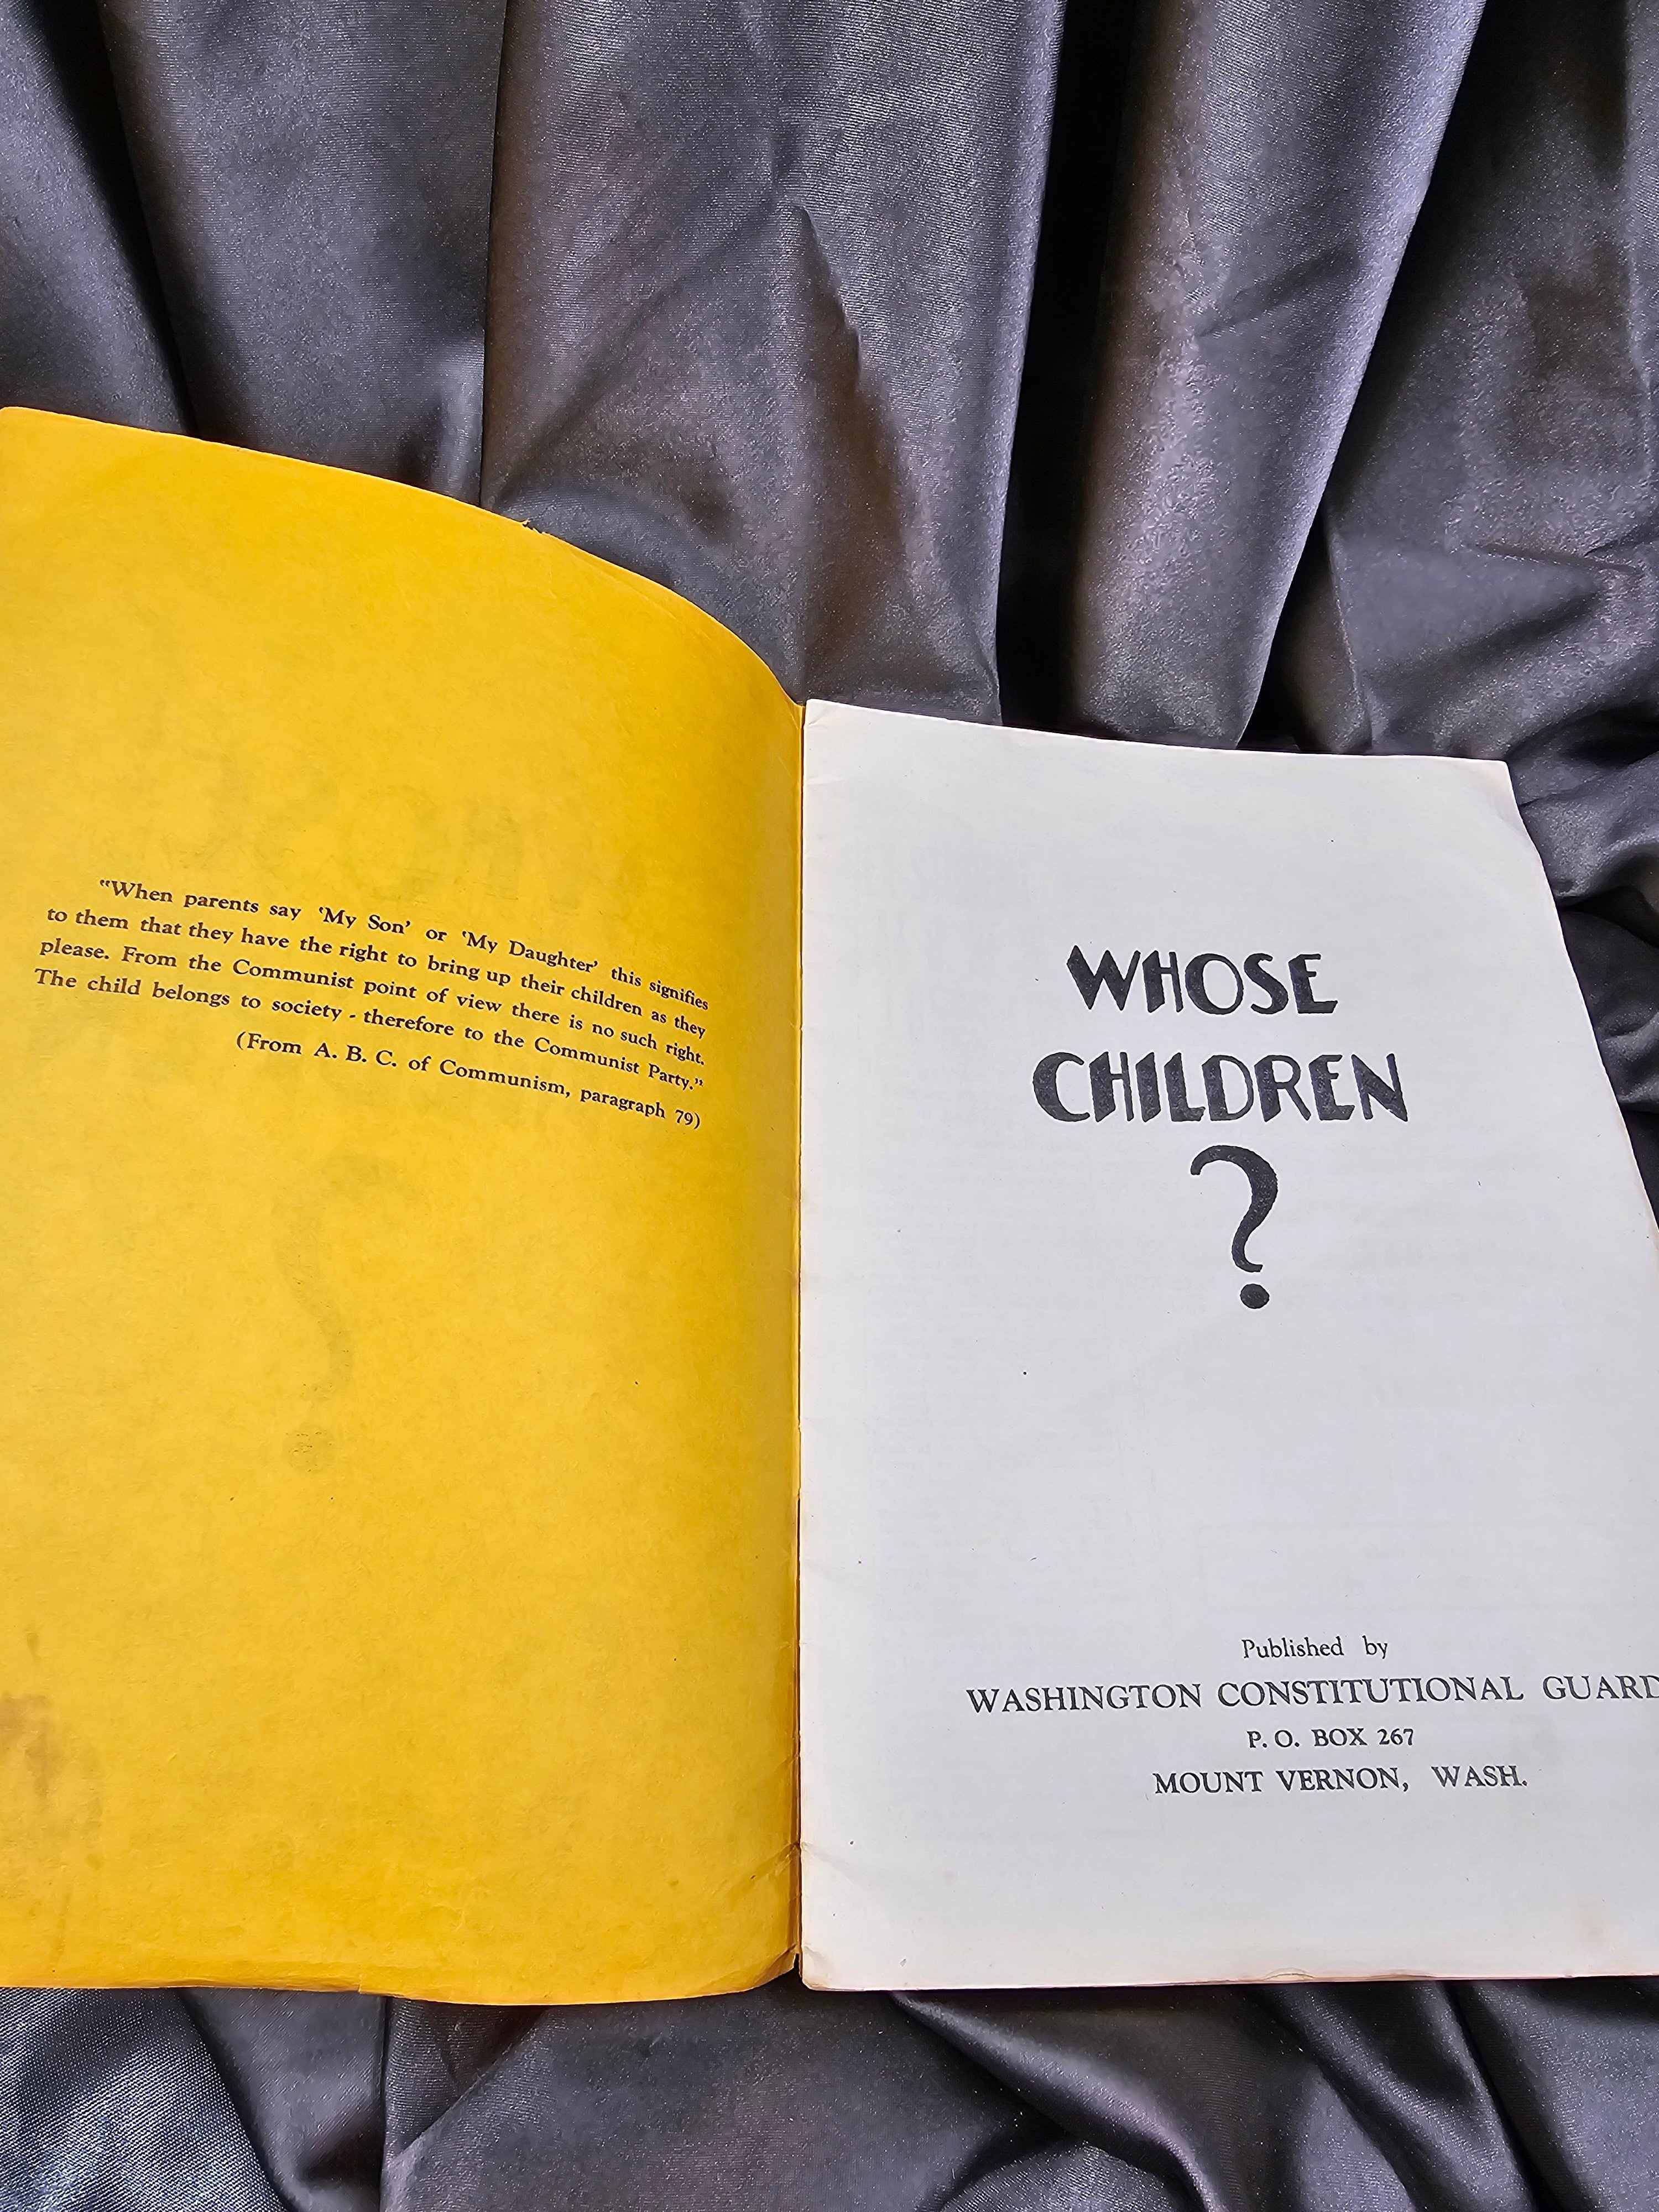 "When parents say 'My Son' or 'My Daughter' this signifies
to them that they have the right to bring up their children as they
please. From the Communist point of view there is no such right.
The child belongs to society - therefore to the Communist Party."
(From A. B. C. of Communism, paragraph 79)
WHOSE
CHILDREN
?
Published by
WASHINGTON CONSTITUTIONAL GUARD
P. O. BOX 267
MOUNT VERNON, WASH.